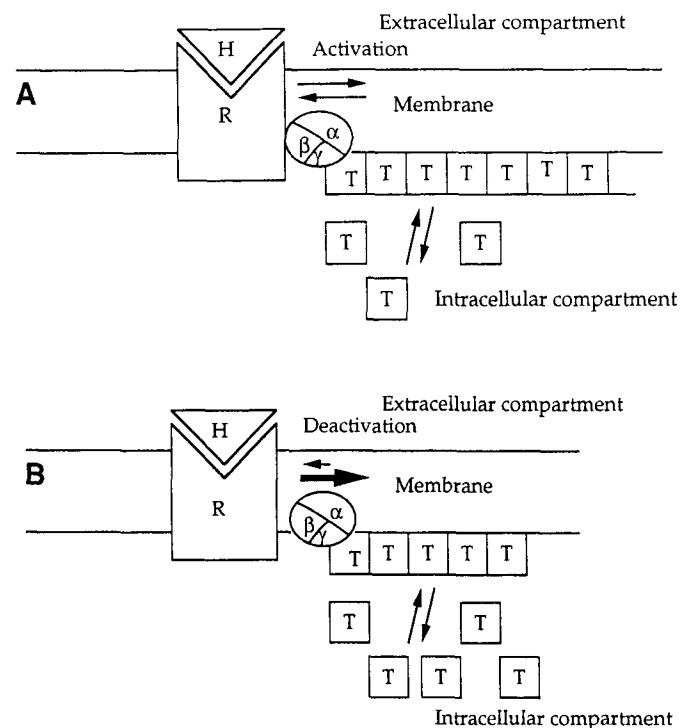 Extracellular compartment
H
Activation
A
Membrane
R
β γ α
T T T T T T T
T T
T
Intracellular compartment
Extracellular compartment
H
Deactivation
B
Membrane
R
β γ α
T T T T T
T T
T T T
Intracellular compartment